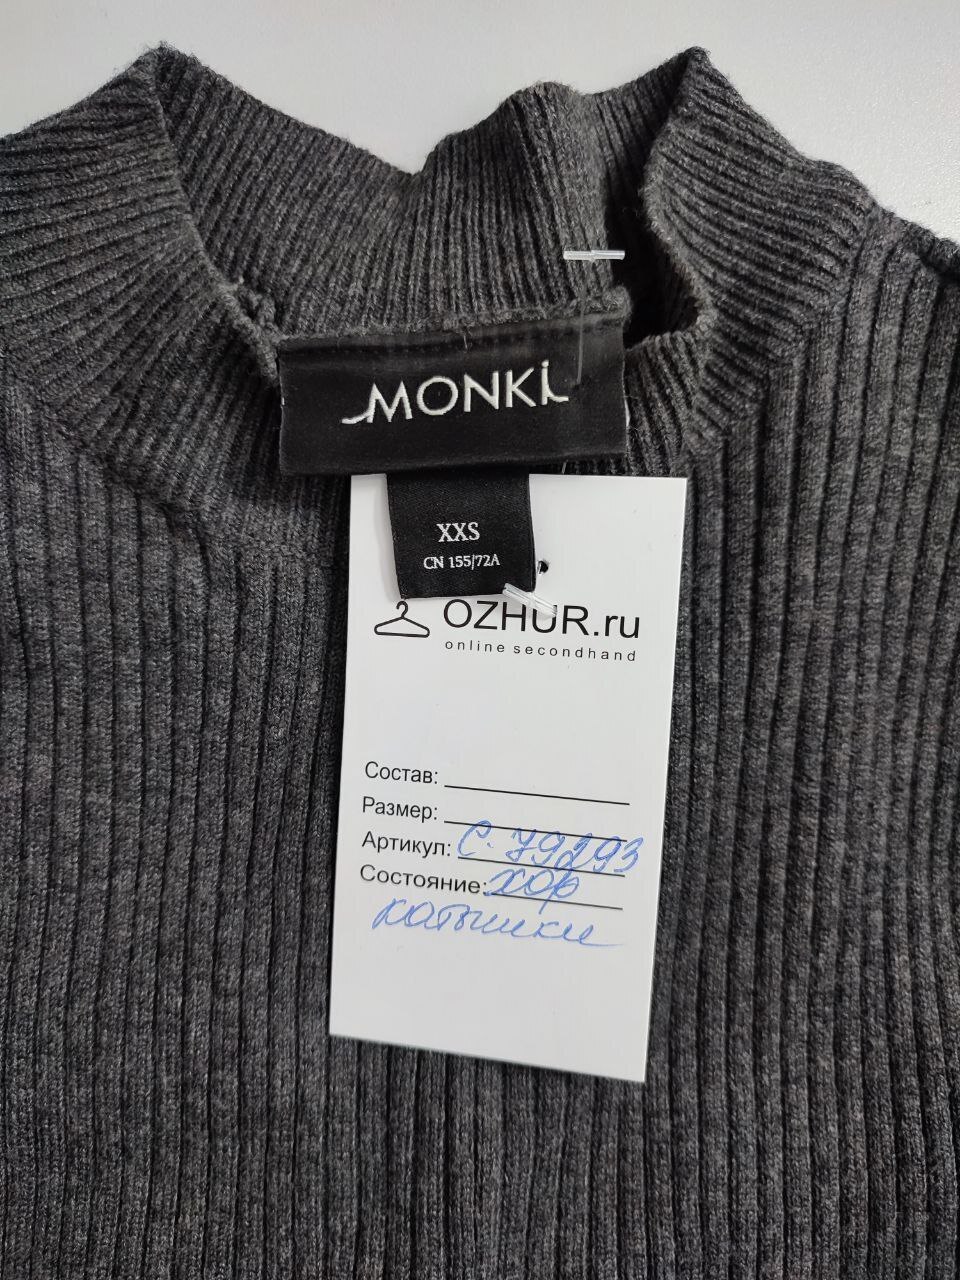 MONKi
XXS
CN 155/72A
OZHUR.ru
online secondhand
Состав:
Размер:
Артикул: С-79293
Состояние: хор
катышки